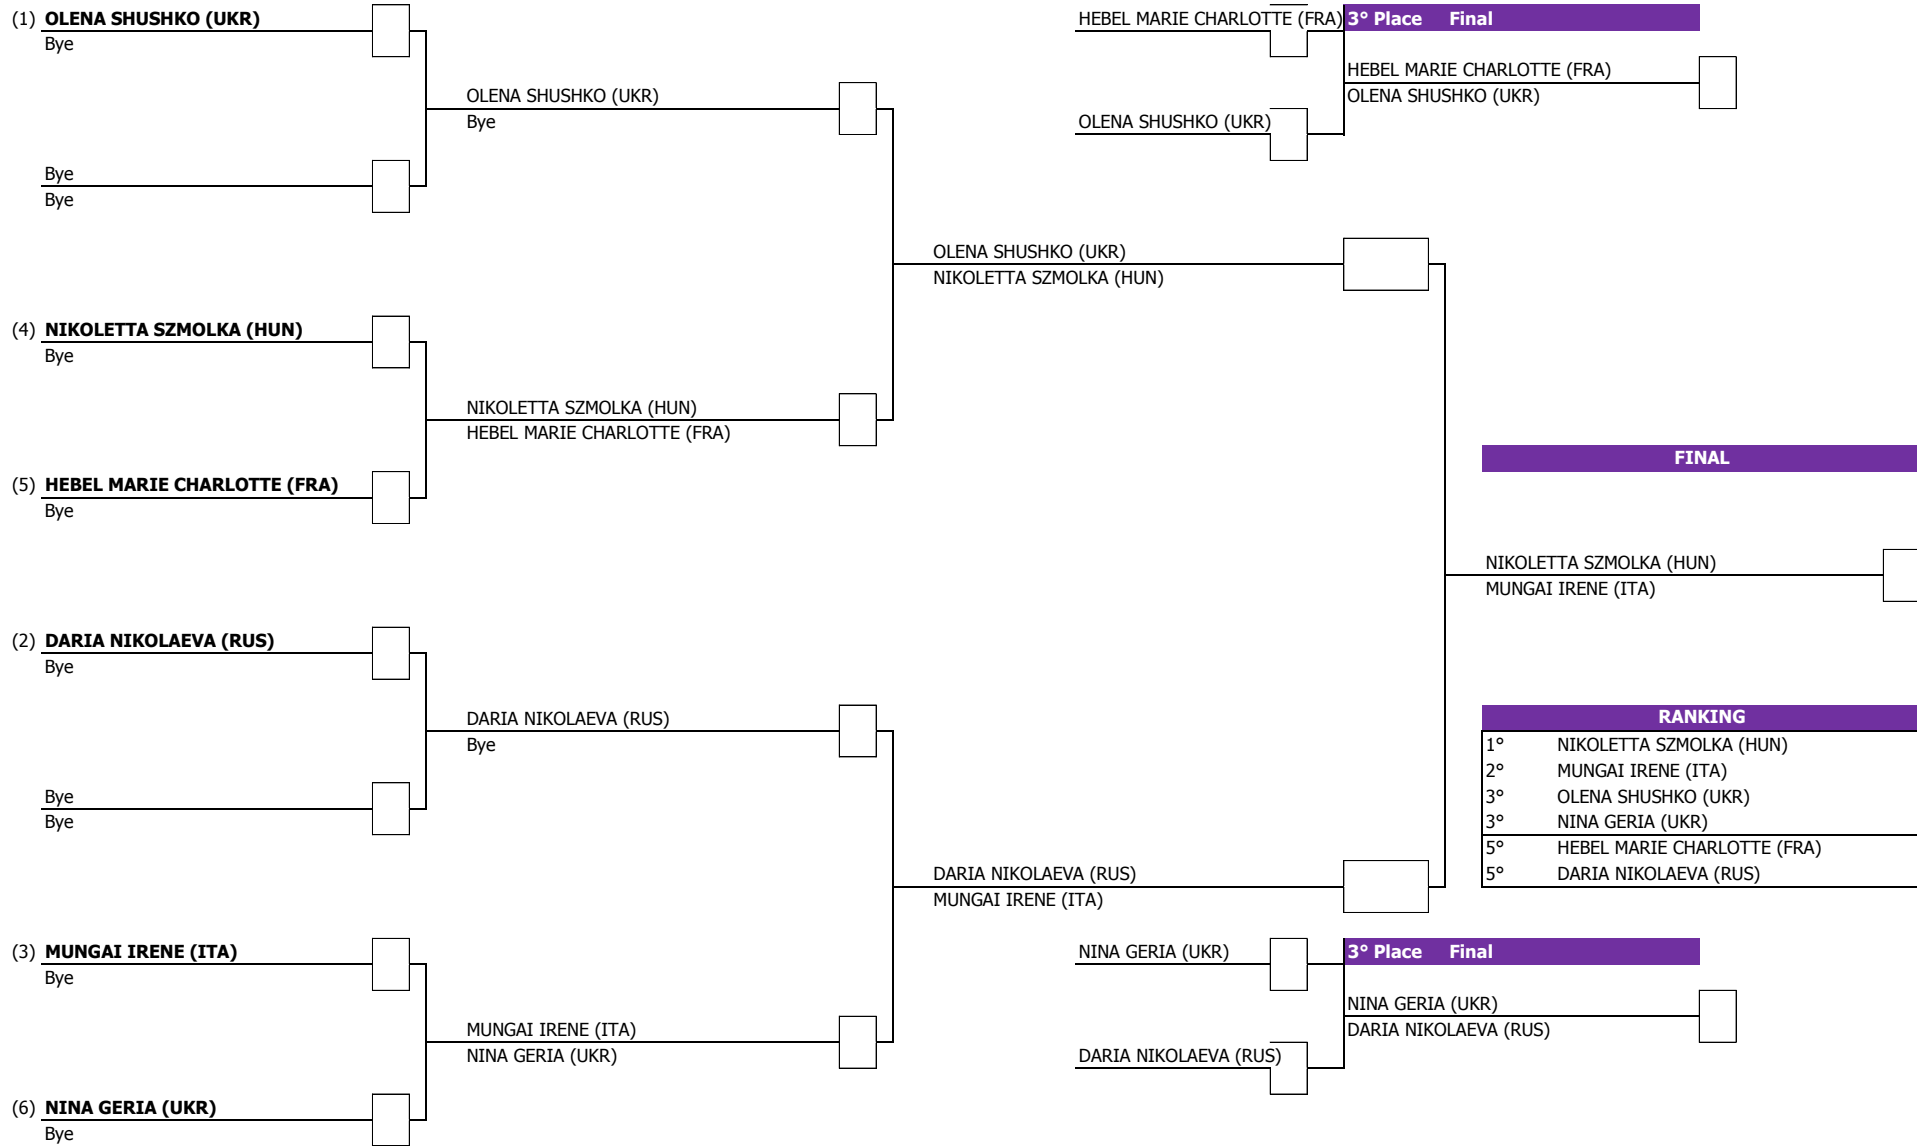 (1) OLENA SHUSHKO (UKR)
Bye
Bye
Bye
(4) NIKOLETTA SZMOLKA (HUN)
Bye
(5) HEBEL MARIE CHARLOTTE (FRA)
Bye
(2) DARIA NIKOLAEVA (RUS)
Bye
Bye
Bye
(3) MUNGAI IRENE (ITA)
Bye
(6) NINA GERIA (UKR)
Bye
OLENA SHUSHKO (UKR)
Bye
NIKOLETTA SZMOLKA (HUN)
HEBEL MARIE CHARLOTTE (FRA)
DARIA NIKOLAEVA (RUS)
Bye
MUNGAI IRENE (ITA)
NINA GERIA (UKR)
OLENA SHUSHKO (UKR)
NIKOLETTA SZMOLKA (HUN)
DARIA NIKOLAEVA (RUS)
MUNGAI IRENE (ITA)
HEBEL MARIE CHARLOTTE (FRA)
OLENA SHUSHKO (UKR)
3° Place Final
HEBEL MARIE CHARLOTTE (FRA)
OLENA SHUSHKO (UKR)
FINAL
NIKOLETTA SZMOLKA (HUN)
MUNGAI IRENE (ITA)
RANKING
1° NIKOLETTA SZMOLKA (HUN)
2° MUNGAI IRENE (ITA)
3° OLENA SHUSHKO (UKR)
3° NINA GERIA (UKR)
5° HEBEL MARIE CHARLOTTE (FRA)
5° DARIA NIKOLAEVA (RUS)
NINA GERIA (UKR)
DARIA NIKOLAEVA (RUS)
3° Place Final
NINA GERIA (UKR)
DARIA NIKOLAEVA (RUS)